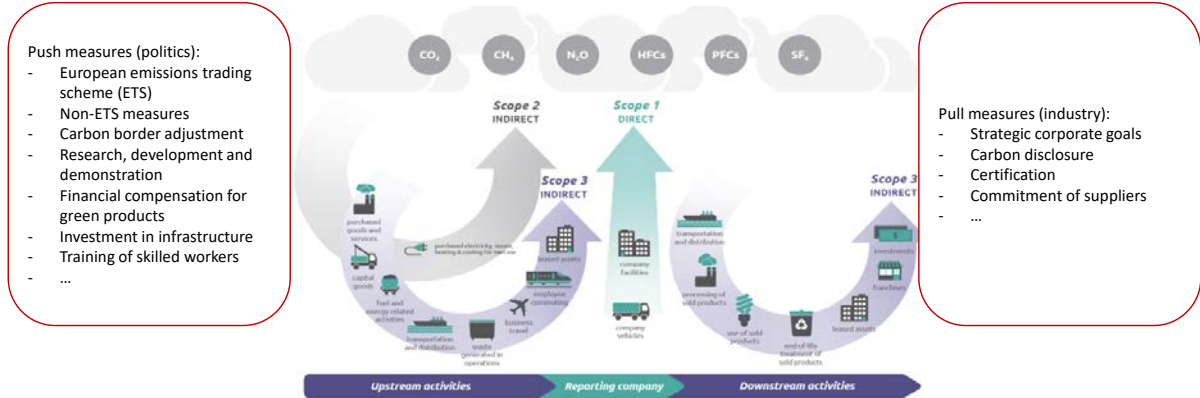 Push measures (politics):
- European emissions trading
scheme (ETS)
- Non-ETS measures
- Carbon border adjustment
- Research, development and
demonstration
- Financial compensation for
green products
- Investment in infrastructure
- Training of skilled workers
- …
CO₂
CH₄
N₂O
HFCs
PFCs
SF₆
Scope 2
INDIRECT
Scope 1
DIRECT
Scope 3
INDIRECT
Scope 3
INDIRECT
purchased
goods and
services
capital
goods
fuel and
energy related
activities
transportation
and distribution
waste
generated in
operations
business
travel
employee
commuting
leased assets
purchased electricity, steam,
heating & cooling for own use
company
facilities
company
vehicles
transportation
and distribution
processing of
sold products
use of sold
products
end-of-life
treatment of
sold products
leased assets
franchises
investments
Upstream activities
Reporting company
Downstream activities
Pull measures (industry):
- Strategic corporate goals
- Carbon disclosure
- Certification
- Commitment of suppliers
- …